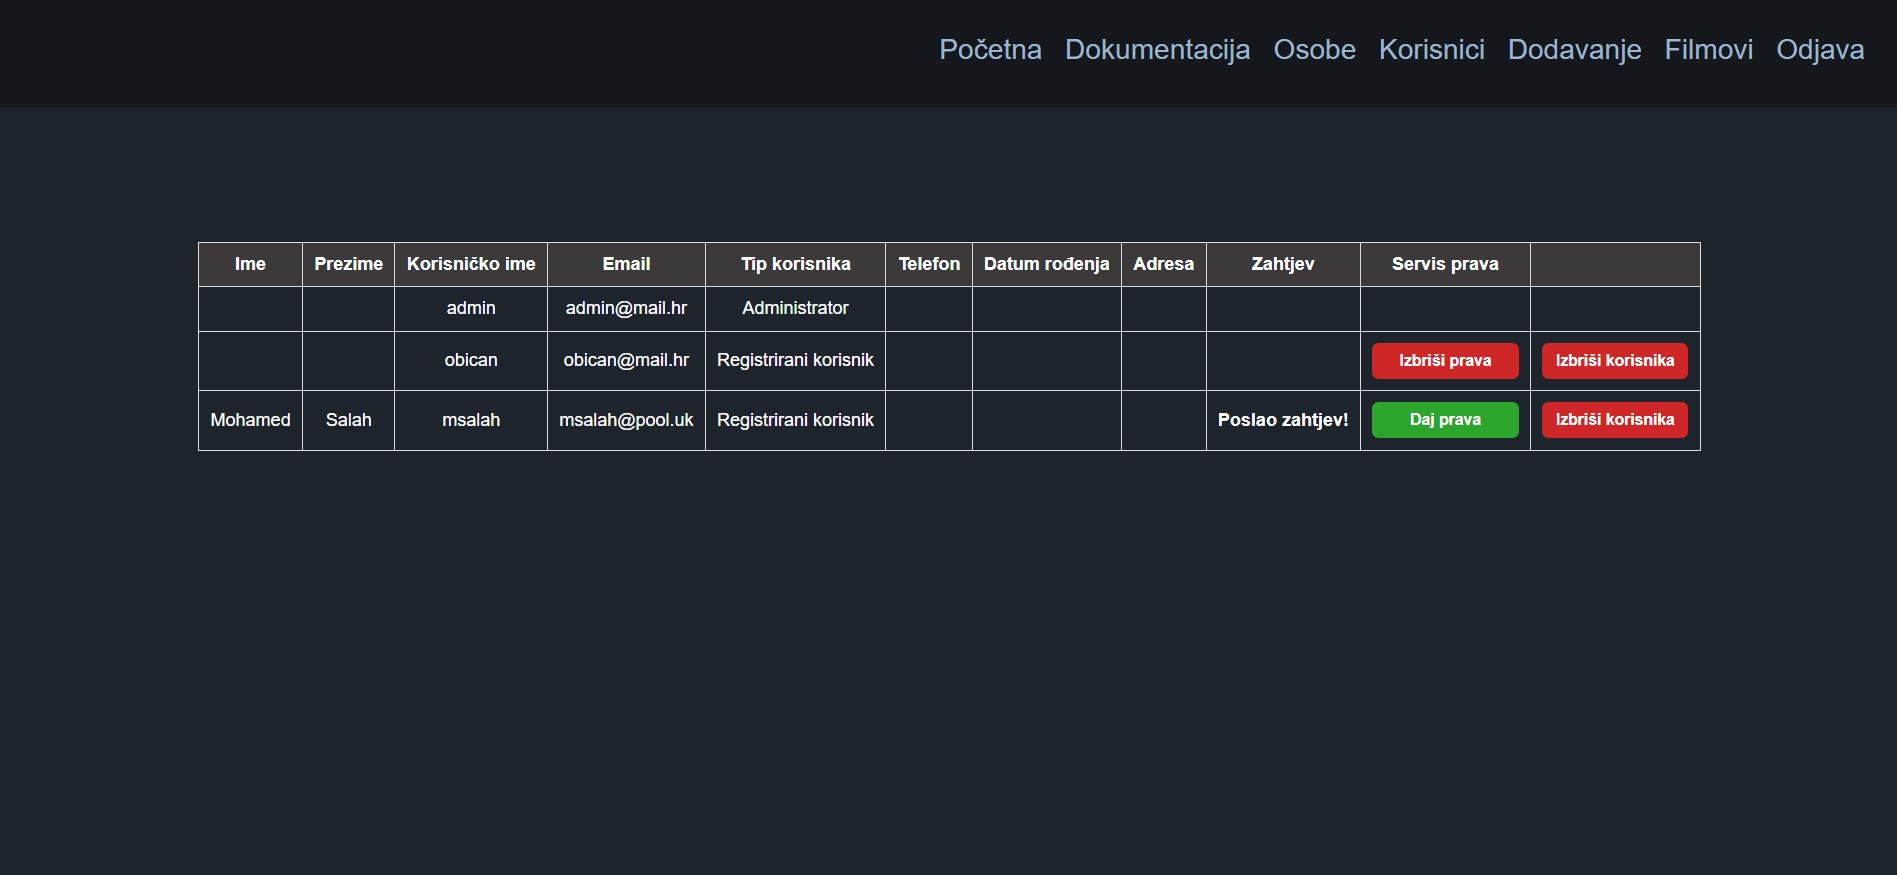 Početna Dokumentacija Osobe Korisnici Dodavanje Filmovi Odjava
Ime Prezime Korisničko ime Email Tip korisnika Telefon Datum rođenja Adresa Zahtjev Servis prava
admin admin@mail.hr Administrator
obican obican@mail.hr Registrirani korisnik Izbriši prava Izbriši korisnika
Mohamed Salah msalah msalah@pool.uk Registrirani korisnik Poslao zahtjev! Daj prava Izbriši korisnika